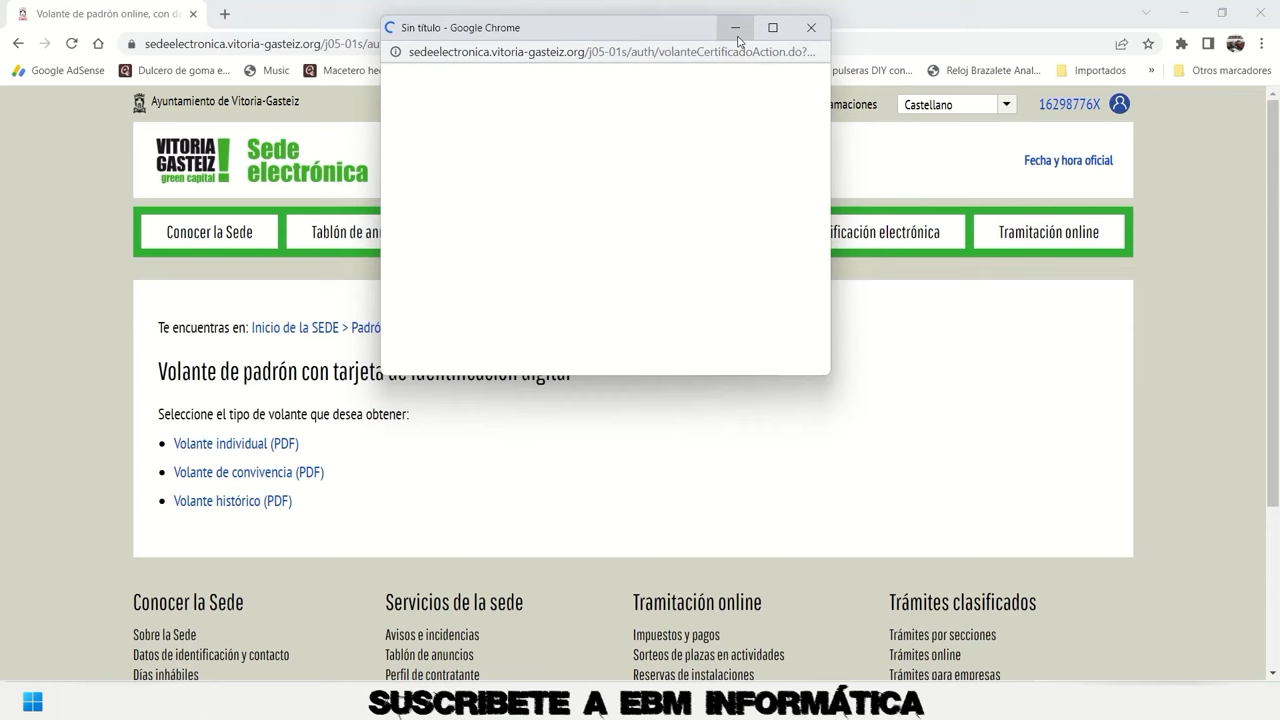 Volante de padrón online, con d
sedeelectronica.vitoria-gasteiz.org/j05-01s/au
Sin título - Google Chrome
sedeelectronica.vitoria-gasteiz.org/j05-01s/auth/volanteCertificadoAction.do?...
Google AdSense
Dulcero de goma e...
Music
Macetero he
pulseras DIY con...
Reloj Brazalete Anal...
Importados
»
Otros marcadores
Ayuntamiento de Vitoria-Gasteiz
amaciones
Castellano
16298776X
VITORIA
GASTEIZ
green capital
Sede
electrónica
Fecha y hora oficial
Conocer la Sede
Tablón de an
ificación electrónica
Tramitación online
Te encuentras en: Inicio de la SEDE > Padró
Volante de padrón con tarjeta de identificación digital
Seleccione el tipo de volante que desea obtener:
• Volante individual (PDF)
• Volante de convivencia (PDF)
• Volante histórico (PDF)
Conocer la Sede
Sobre la Sede
Datos de identificación y contacto
Días inhábiles
Servicios de la sede
Avisos e incidencias
Tablón de anuncios
Perfil de contratante
Tramitación online
Impuestos y pagos
Sorteos de plazas en actividades
Reservas de instalaciones
Trámites clasificados
Trámites por secciones
Trámites online
Trámites para empresas
SUSCRIBETE A EBM INFORMÁTICA